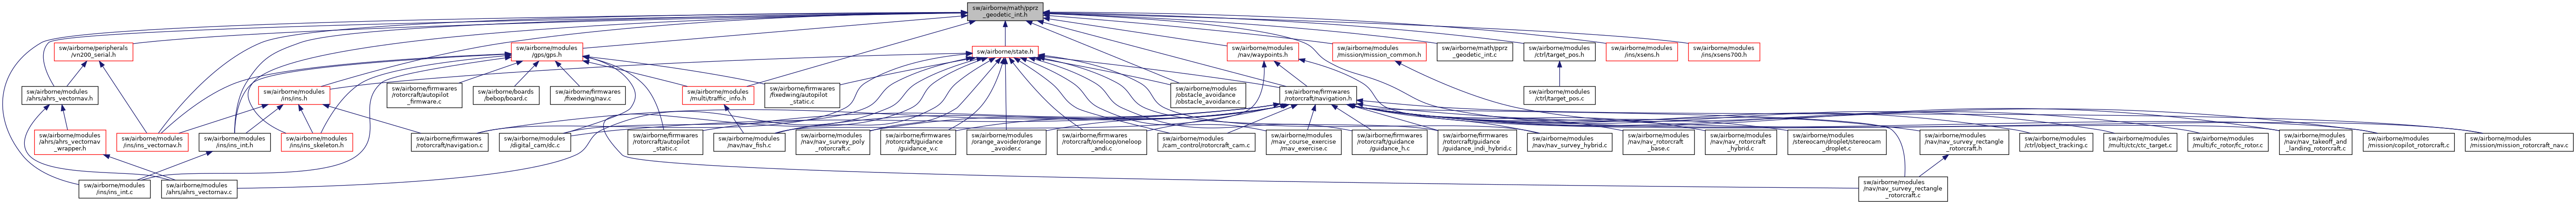 sw/airborne/math/pprz
_geodetic_int.h
sw/airborne/peripherals
/vn200_serial.h
sw/airborne/modules
/gps/gps.h
sw/airborne/state.h
sw/airborne/modules
/nav/waypoints.h
sw/airborne/modules
/mission/mission_common.h
sw/airborne/math/pprz
_geodetic_int.c
sw/airborne/modules
/ctrl/target_pos.h
sw/airborne/modules
/ins/xsens.h
sw/airborne/modules
/ins/xsens700.h
sw/airborne/modules
/ahrs/ahrs_vectornav.h
sw/airborne/modules
/ins/ins.h
sw/airborne/firmwares
/rotorcraft/autopilot
_firmware.c
sw/airborne/boards
/bebop/board.c
sw/airborne/firmwares
/fixedwing/nav.c
sw/airborne/modules
/multi/traffic_info.h
sw/airborne/firmwares
/fixedwing/autopilot
_static.c
sw/airborne/modules
/obstacle_avoidance
/obstacle_avoidance.c
sw/airborne/firmwares
/rotorcraft/navigation.h
sw/airborne/modules
/ctrl/target_pos.c
sw/airborne/modules
/ahrs/ahrs_vectornav
_wrapper.h
sw/airborne/modules
/ins/ins_vectornav.h
sw/airborne/modules
/ins/ins_int.h
sw/airborne/modules
/ins/ins_skeleton.h
sw/airborne/firmwares
/rotorcraft/navigation.c
sw/airborne/modules
/digital_cam/dc.c
sw/airborne/firmwares
/rotorcraft/autopilot
_static.c
sw/airborne/modules
/nav/nav_fish.c
sw/airborne/modules
/nav/nav_survey_poly
_rotorcraft.c
sw/airborne/firmwares
/rotorcraft/guidance
/guidance_v.c
sw/airborne/modules
/orange_avoider/orange
_avoider.c
sw/airborne/firmwares
/rotorcraft/oneloop/oneloop
_andi.c
sw/airborne/modules
/cam_control/rotorcraft_cam.c
sw/airborne/modules
/mav_course_exercise
/mav_exercise.c
sw/airborne/firmwares
/rotorcraft/guidance
/guidance_h.c
sw/airborne/firmwares
/rotorcraft/guidance
/guidance_indi_hybrid.c
sw/airborne/modules
/nav/nav_survey_hybrid.c
sw/airborne/modules
/nav/nav_rotorcraft
_base.c
sw/airborne/modules
/nav/nav_rotorcraft
_hybrid.c
sw/airborne/modules
/stereocam/droplet/stereocam
_droplet.c
sw/airborne/modules
/nav/nav_survey_rectangle
_rotorcraft.h
sw/airborne/modules
/ctrl/object_tracking.c
sw/airborne/modules
/multi/ctc/ctc_target.c
sw/airborne/modules
/multi/fc_rotor/fc_rotor.c
sw/airborne/modules
/nav/nav_takeoff_and
_landing_rotorcraft.c
sw/airborne/modules
/mission/copilot_rotorcraft.c
sw/airborne/modules
/mission/mission_rotorcraft_nav.c
sw/airborne/modules
/ins/ins_int.c
sw/airborne/modules
/ahrs/ahrs_vectornav.c
sw/airborne/modules
/nav/nav_survey_rectangle
_rotorcraft.c